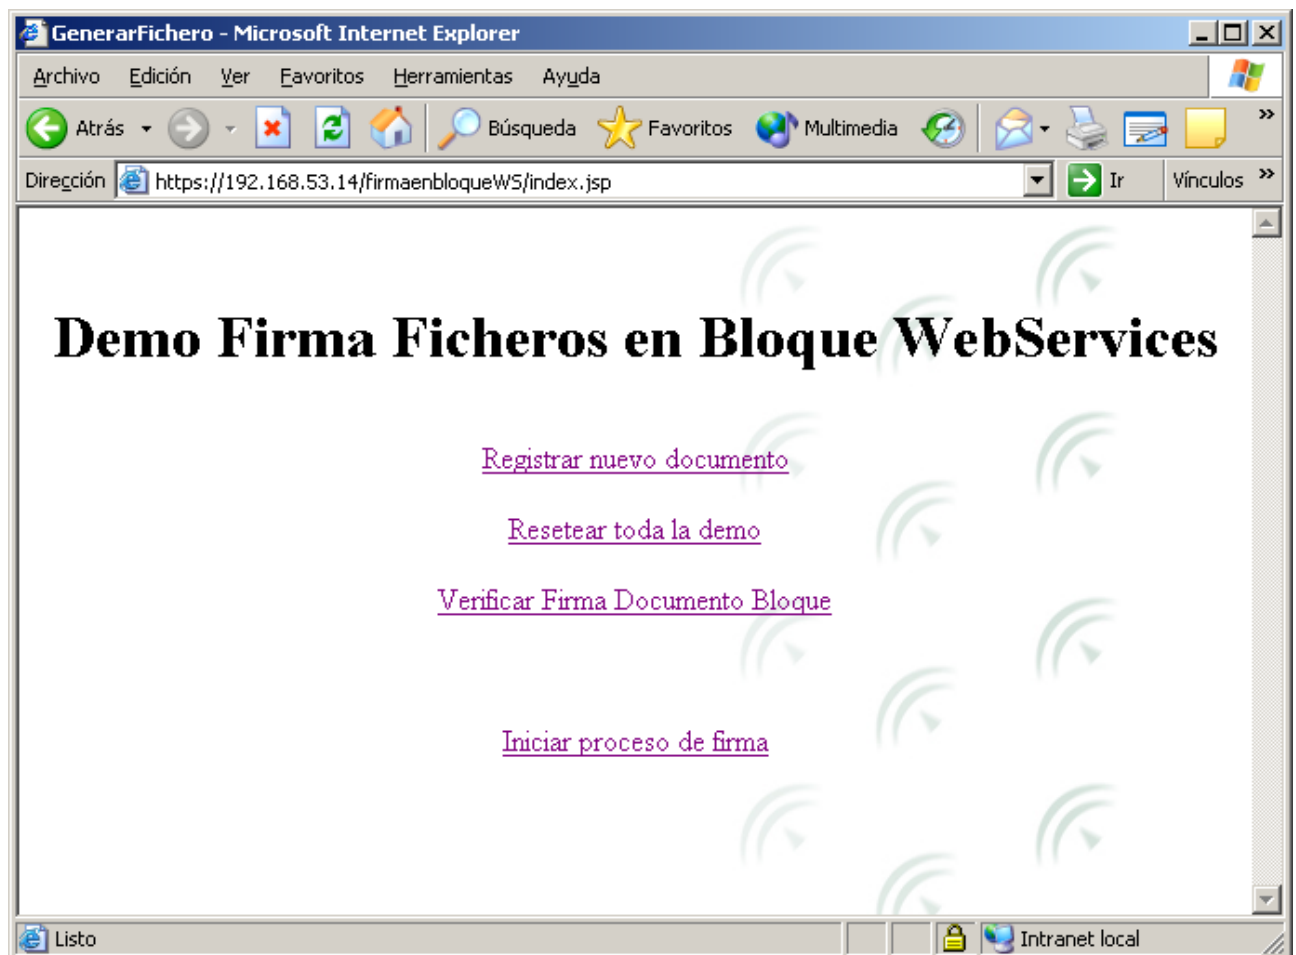 GenerarFichero - Microsoft Internet Explorer
Archivo Edición Ver Favoritos Herramientas Ayuda
Atrás Búsqueda Favoritos Multimedia »
Dirección https://192.168.53.14/firmaenbloqueWS/index.jsp Ir Vínculos »
Demo Firma Ficheros en Bloque WebServices
Registrar nuevo documento
Resetear toda la demo
Verificar Firma Documento Bloque
Iniciar proceso de firma
Listo Intranet local